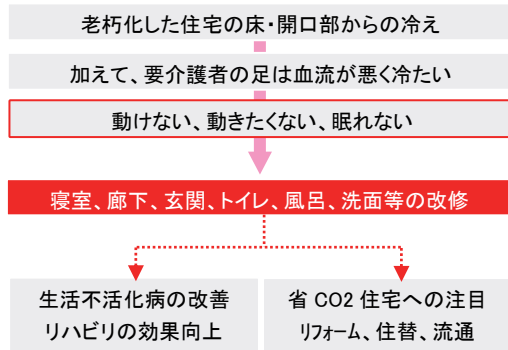 老朽化した住宅の床・開口部からの冷え
加えて、要介護者の足は血流が悪く冷たい
動けない、動きたくない、眠れない
寝室、廊下、玄関、トイレ、風呂、洗面等の改修
生活不活化病の改善
リハビリの効果向上
省 CO2 住宅への注目
リフォーム、住替、流通